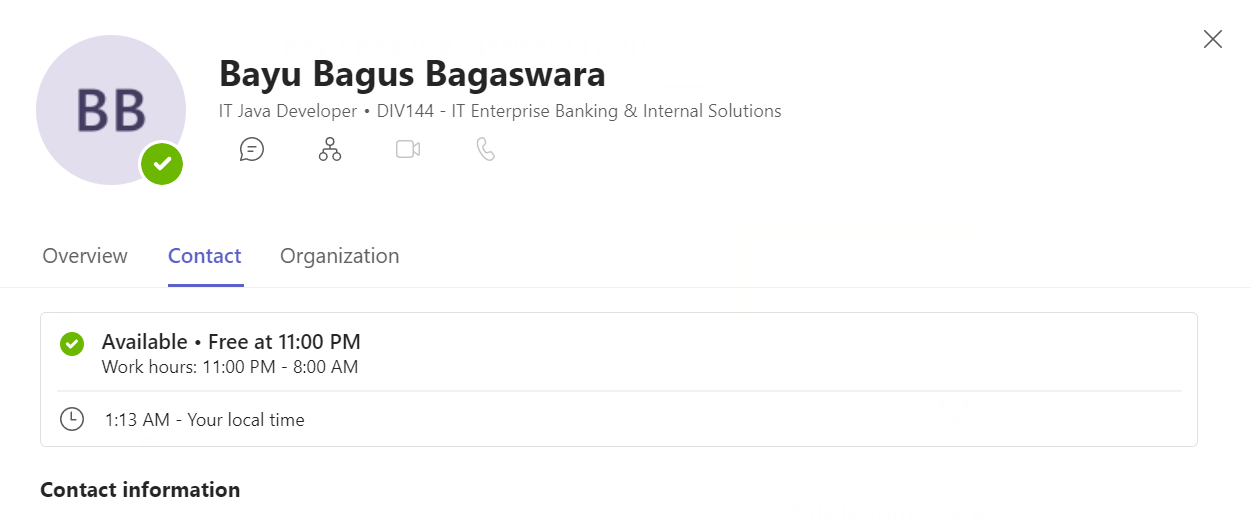 BB
Bayu Bagus Bagaswara
IT Java Developer • DIV144 - IT Enterprise Banking & Internal Solutions
Overview Contact Organization
Available • Free at 11:00 PM
Work hours: 11:00 PM - 8:00 AM
1:13 AM - Your local time
Contact information